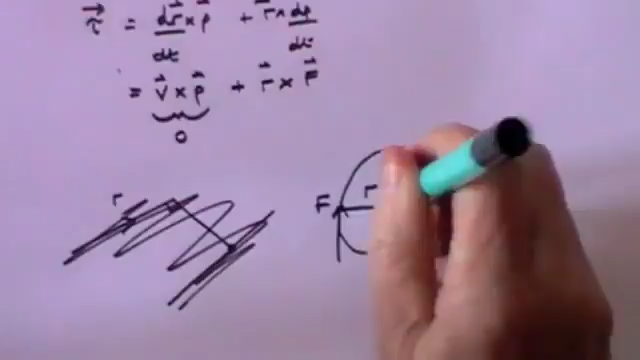 τ⃗ = dr⃗/dt × p⃗ + r⃗ × dp⃗/dt
= v⃗ × p⃗ + r⃗ × F⃗
0
r
F r